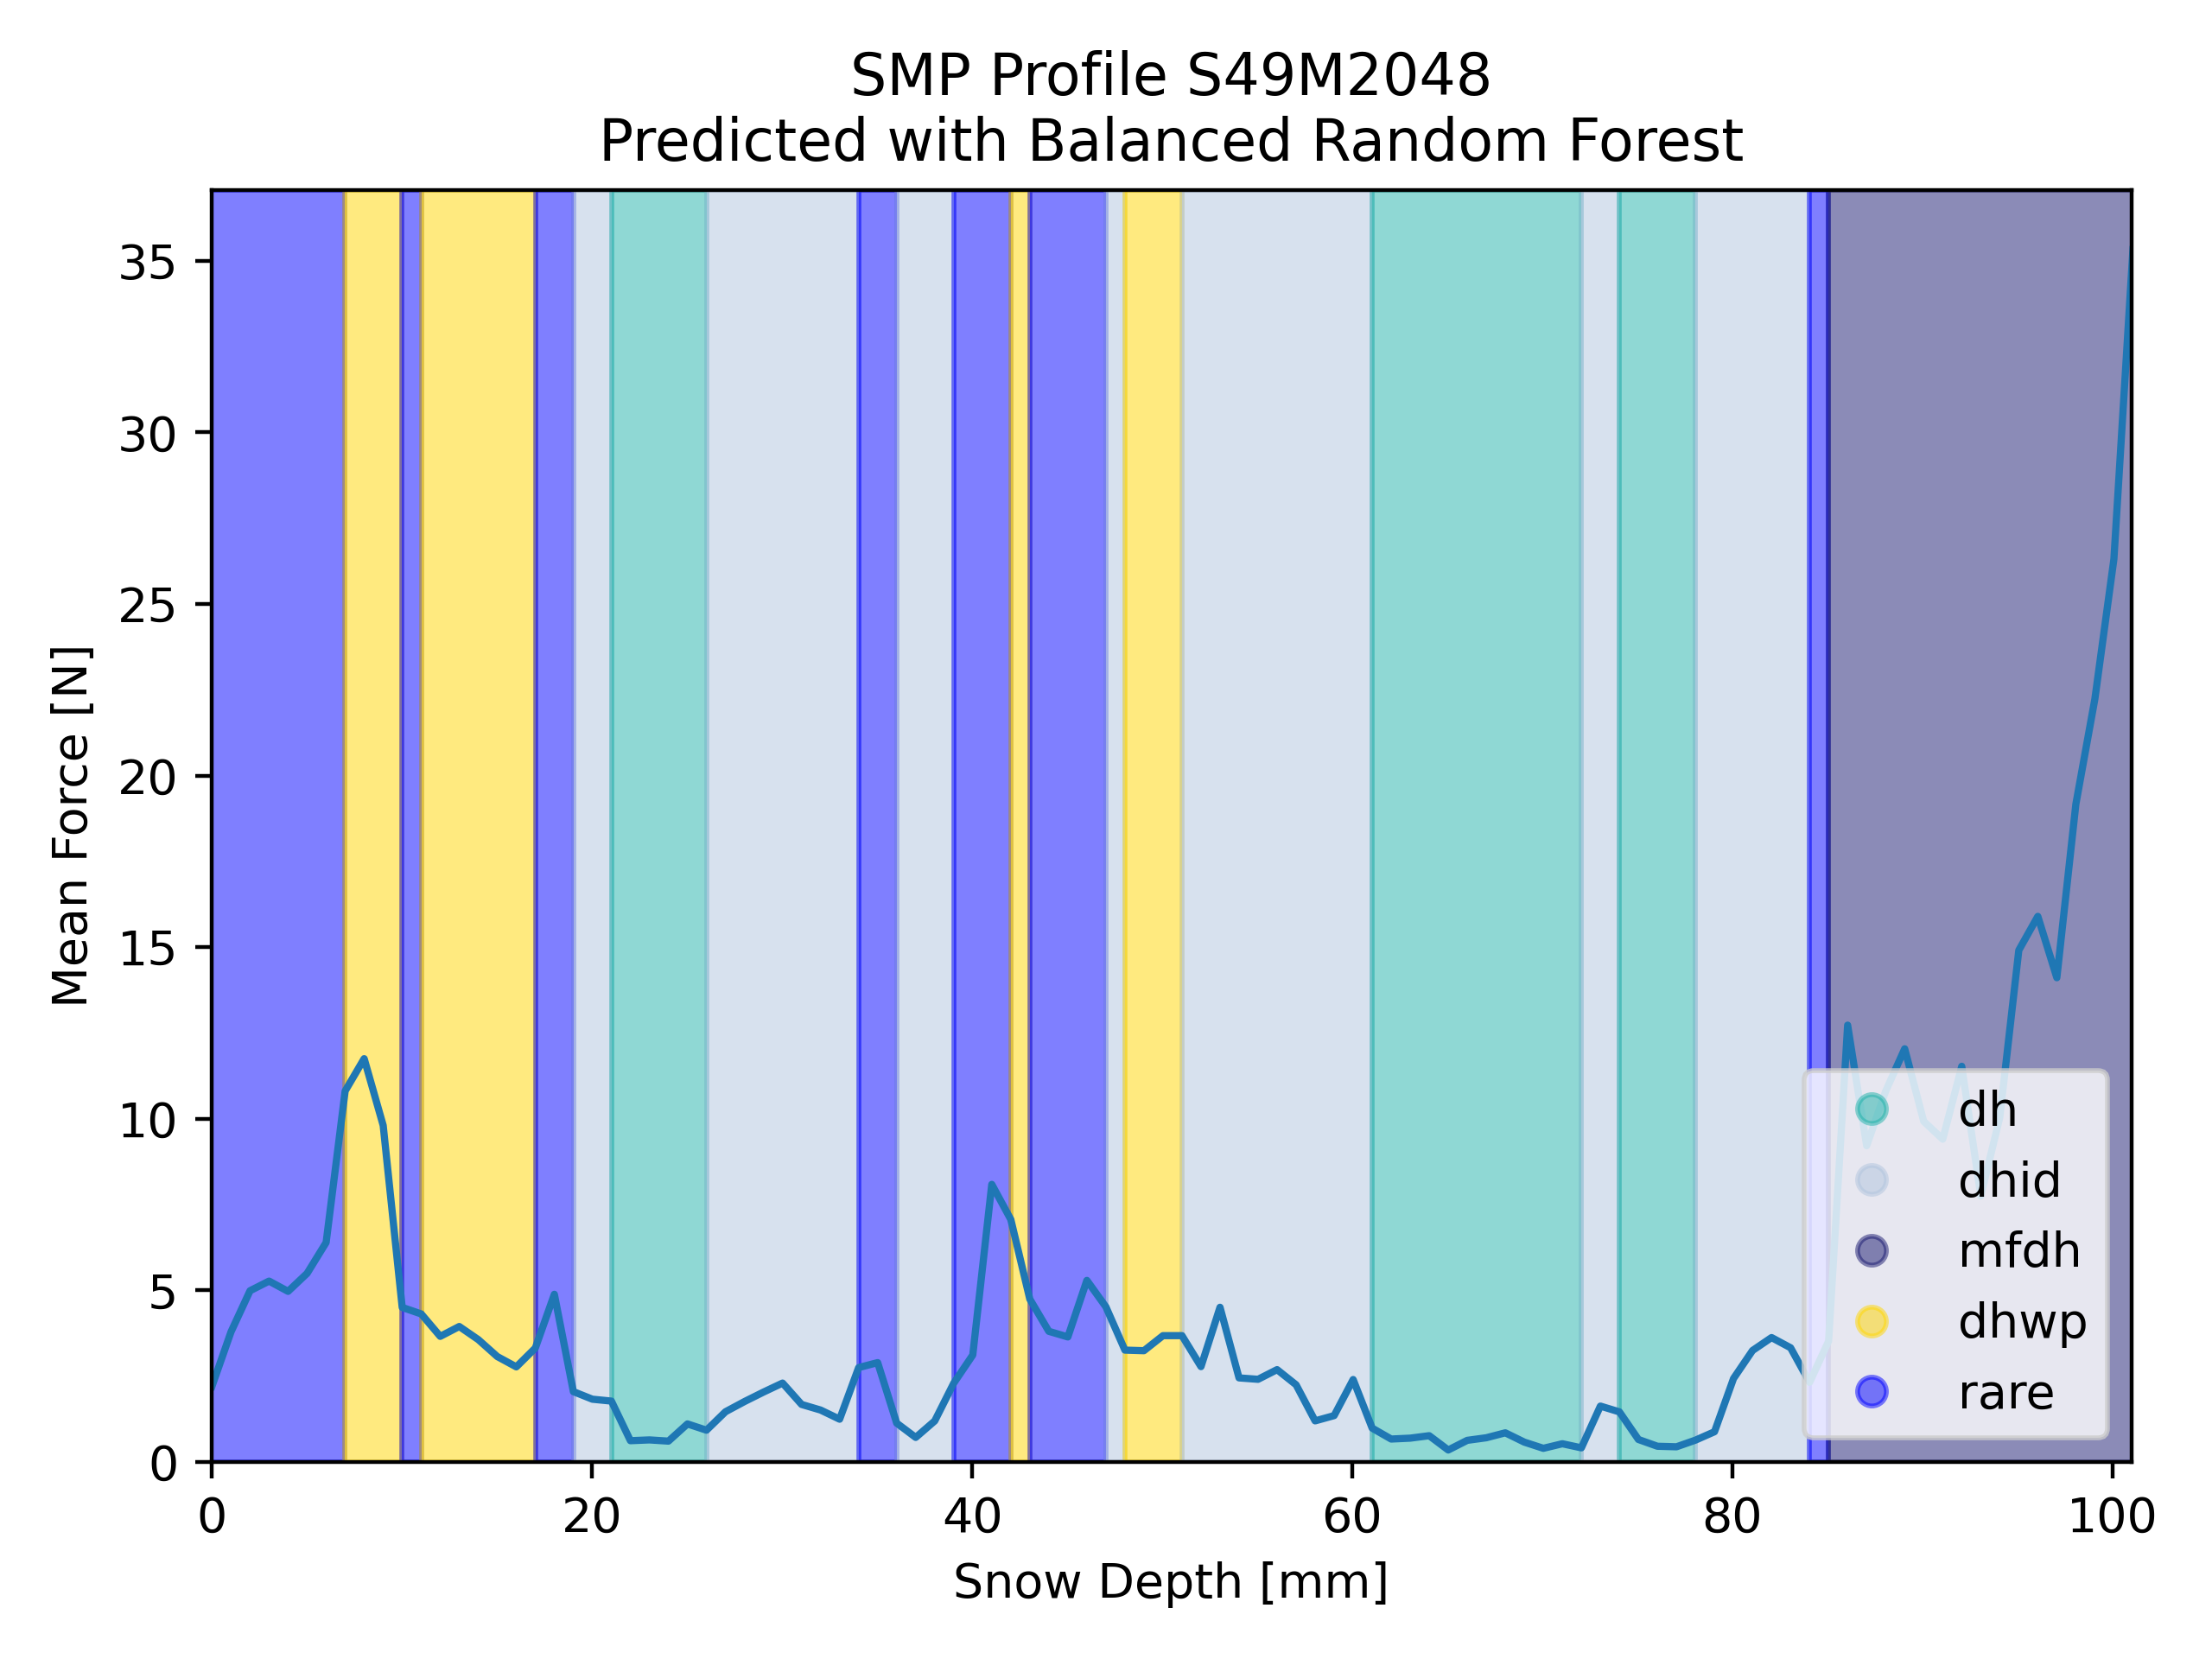 SMP Profile S49M2048
Predicted with Balanced Random Forest
Mean Force [N]
35
30
25
20
15
10
5
0
dh
dhid
mfdh
dhwp
rare
0 20 40 60 80 100
Snow Depth [mm]